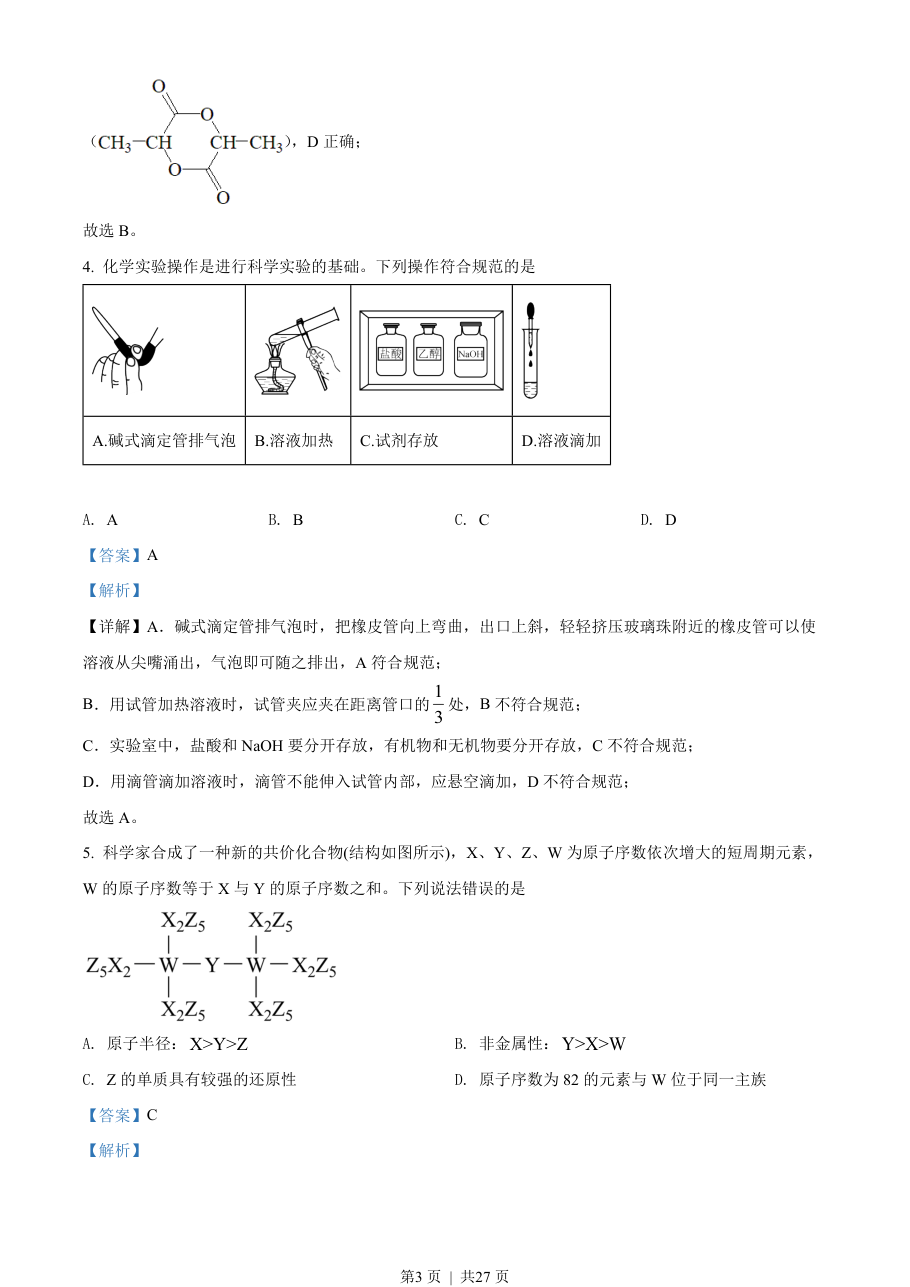 O
O
(CH3—CH CH—CH3),D 正确;
O
O
故选 B。
4. 化学实验操作是进行科学实验的基础。下列操作符合规范的是
盐酸 乙醇 NaOH
A.碱式滴定管排气泡 B.溶液加热 C.试剂存放 D.溶液滴加
A. A B. B C. C D. D
【答案】A
【解析】
【详解】A．碱式滴定管排气泡时，把橡皮管向上弯曲，出口上斜，轻轻挤压玻璃珠附近的橡皮管可以使
溶液从尖嘴涌出，气泡即可随之排出，A 符合规范；
B．用试管加热溶液时，试管夹应夹在距离管口的 1/3 处，B 不符合规范；
C．实验室中，盐酸和 NaOH 要分开存放，有机物和无机物要分开存放，C 不符合规范；
D．用滴管滴加溶液时，滴管不能伸入试管内部，应悬空滴加，D 不符合规范；
故选 A。
5. 科学家合成了一种新的共价化合物(结构如图所示)，X、Y、Z、W 为原子序数依次增大的短周期元素，
W 的原子序数等于 X 与 Y 的原子序数之和。下列说法错误的是
X2Z5 X2Z5
Z5X2—W—Y—W—X2Z5
X2Z5 X2Z5
A. 原子半径：X>Y>Z B. 非金属性：Y>X>W
C. Z 的单质具有较强的还原性 D. 原子序数为 82 的元素与 W 位于同一主族
【答案】C
【解析】
第3 页 | 共27 页